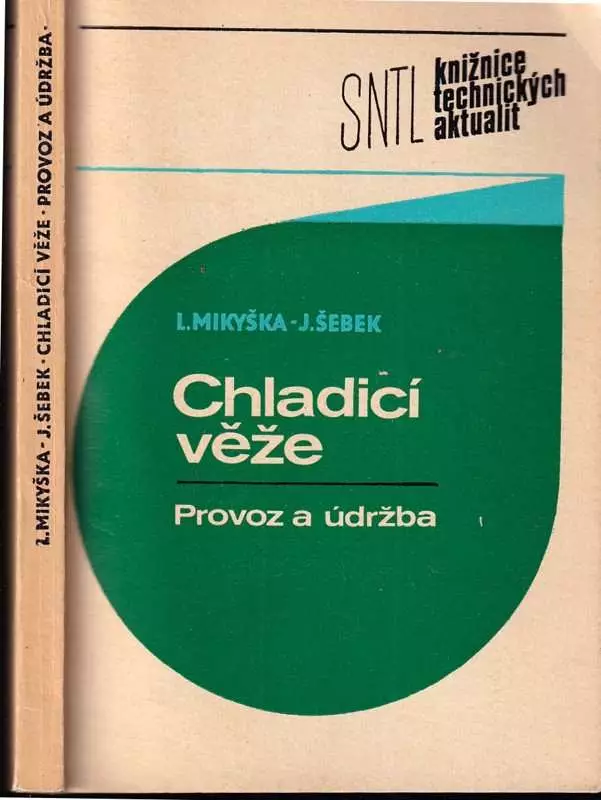 L.MIKYŠKA-J.ŠEBEK·CHLADICÍ VĚŽE·PROVOZ A ÚDRŽBA·
SNTL
knižnice
technických
aktualit
L.MIKYŠKA-J.ŠEBEK
Chladicí
věže
Provoz a údržba